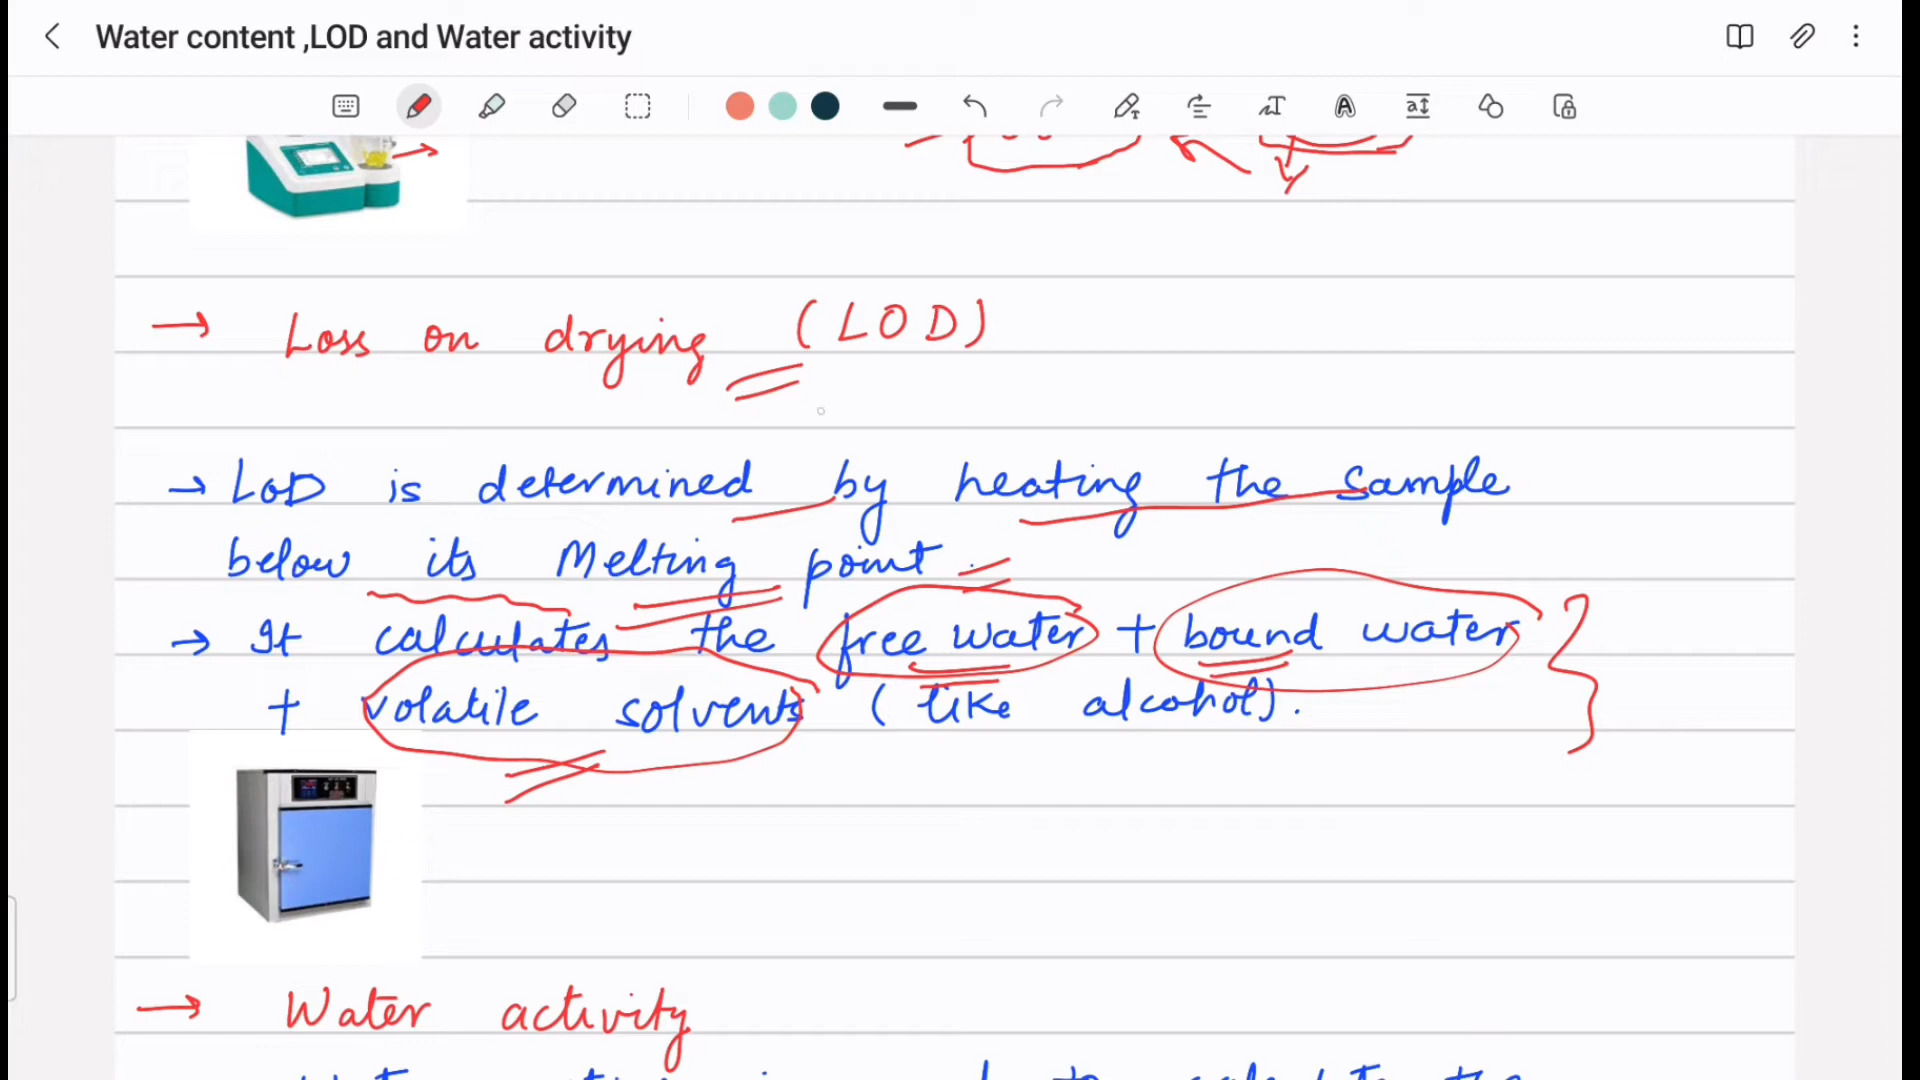 Water content ,LOD and Water activity
→ Loss on drying (LOD)
→ LOD is determined by heating the sample
below its Melting point.
→ It calculates the free water + bound water
+ volatile solvents (like alcohol).
→ Water activity